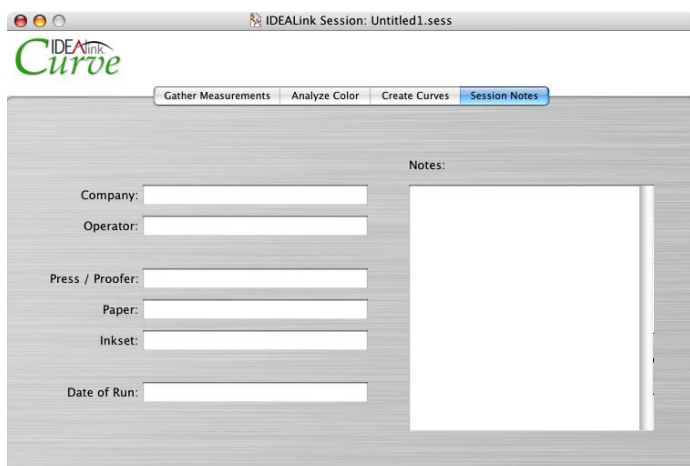 IDEALink Session: Untitled1.sess
IDEAlink
Curve
Gather Measurements Analyze Color Create Curves Session Notes
Notes:
Company:
Operator:
Press / Proofer:
Paper:
Inkset:
Date of Run: